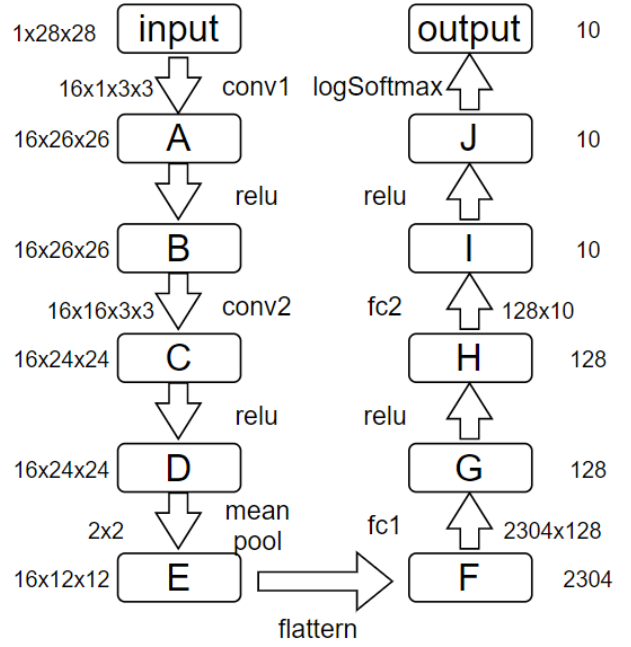 1x28x28 input
16x1x3x3 conv1
16x26x26 A
relu
16x26x26 B
16x16x3x3 conv2
16x24x24 C
relu
16x24x24 D
2x2 mean
pool
16x12x12 E
flattern
F 2304
fc1 2304x128
G 128
relu
H 128
fc2 128x10
I 10
relu
J 10
logSoftmax
output 10